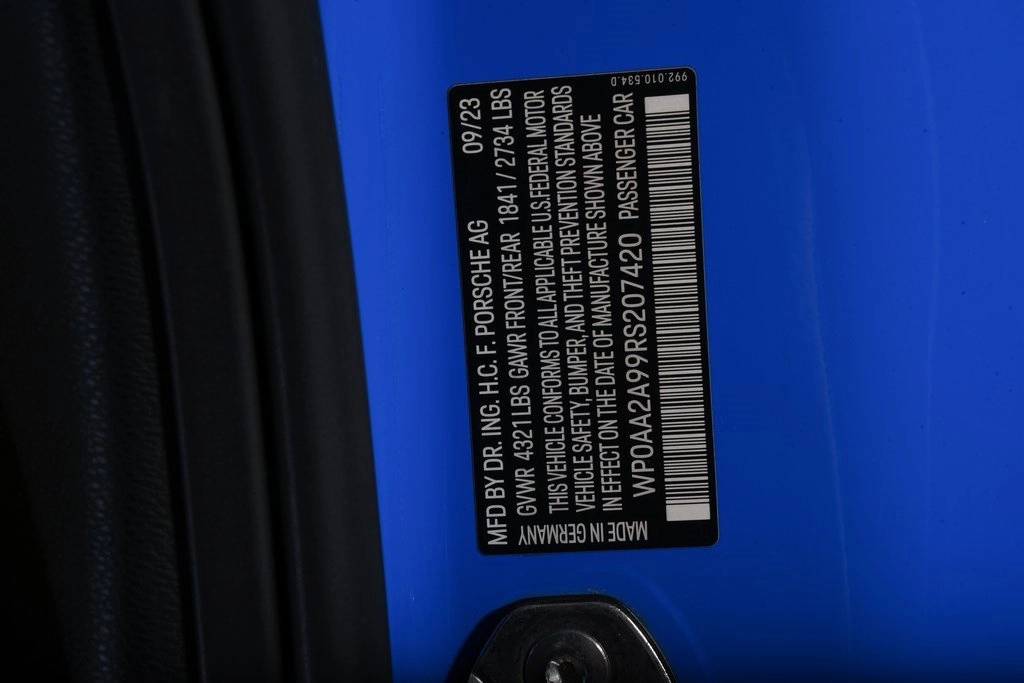 MFD BY DR. ING. H.C. F. PORSCHE AG 09/23
GVWR 4321 LBS GAWR FRONT/REAR 1841 / 2734 LBS
THIS VEHICLE CONFORMS TO ALL APPLICABLE U.S.FEDERAL MOTOR
VEHICLE SAFETY, BUMPER, AND THEFT PREVENTION STANDARDS
IN EFFECT ON THE DATE OF MANUFACTURE SHOWN ABOVE
WP0AA2A99RS207420 PASSENGER CAR
MADE IN GERMANY
992.010.534.D